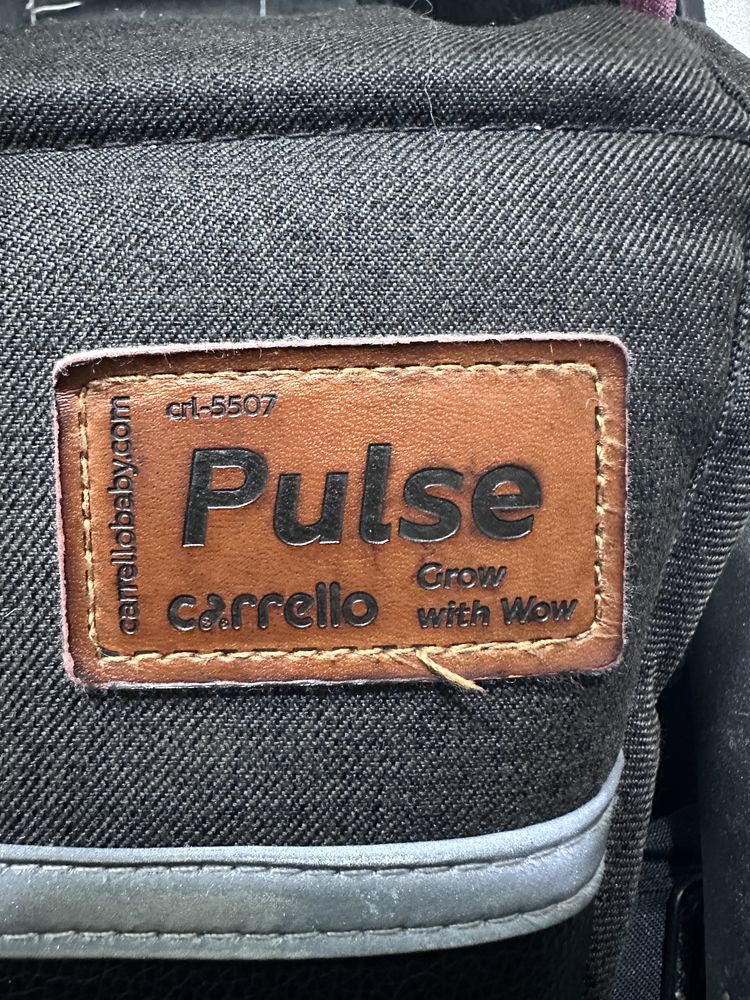 crl-5507
Pulse
carrello
Grow
with Wow
carrellobaby.com